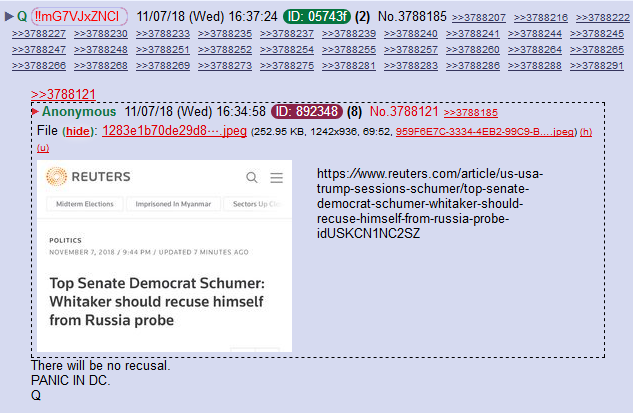 ▶ Q !!mG7VJxZNCI 11/07/18 (Wed) 16:37:24 ID: 05743f (2) No.3788185 >>3788207 >>3788216 >>3788222
>>3788227 >>3788230 >>3788233 >>3788235 >>3788237 >>3788239 >>3788240 >>3788241 >>3788244 >>3788245
>>3788247 >>3788248 >>3788251 >>3788252 >>3788255 >>3788257 >>3788260 >>3788261 >>3788264 >>3788265
>>3788266 >>3788268 >>3788269 >>3788273 >>3788275 >>3788281 >>3788283 >>3788286 >>3788288 >>3788291
>>3788121
▶ Anonymous 11/07/18 (Wed) 16:34:58 ID: 892348 (8) No.3788121 >>3788185
File (hide): 1283e1b70de29d8⋯.jpeg (252.95 KB, 1242x936, 69:52, 959F6E7C-3334-4EB2-99C9-B….jpeg) (h)
(u)
REUTERS
Midterm Elections Imprisoned In Myanmar Sectors Up
POLITICS
NOVEMBER 7, 2018 / 9:44 PM / UPDATED 7 MINUTES AGO
Top Senate Democrat Schumer:
Whitaker should recuse himself
from Russia probe
https://www.reuters.com/article/us-usa-
trump-sessions-schumer/top-senate-
democrat-schumer-whitaker-should-
recuse-himself-from-russia-probe-
idUSKCN1NC2SZ
There will be no recusal.
PANIC IN DC.
Q